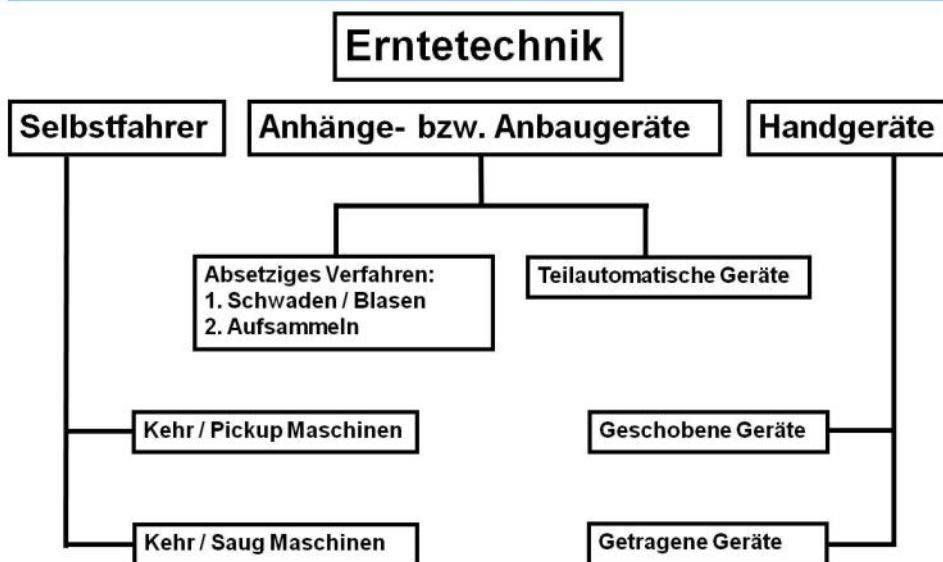 Erntetechnik
Selbstfahrer
Anhänge- bzw. Anbaugeräte
Handgeräte
Absetziges Verfahren:
1. Schwaden / Blasen
2. Aufsammeln
Teilautomatische Geräte
Kehr / Pickup Maschinen
Geschobene Geräte
Kehr / Saug Maschinen
Getragene Geräte